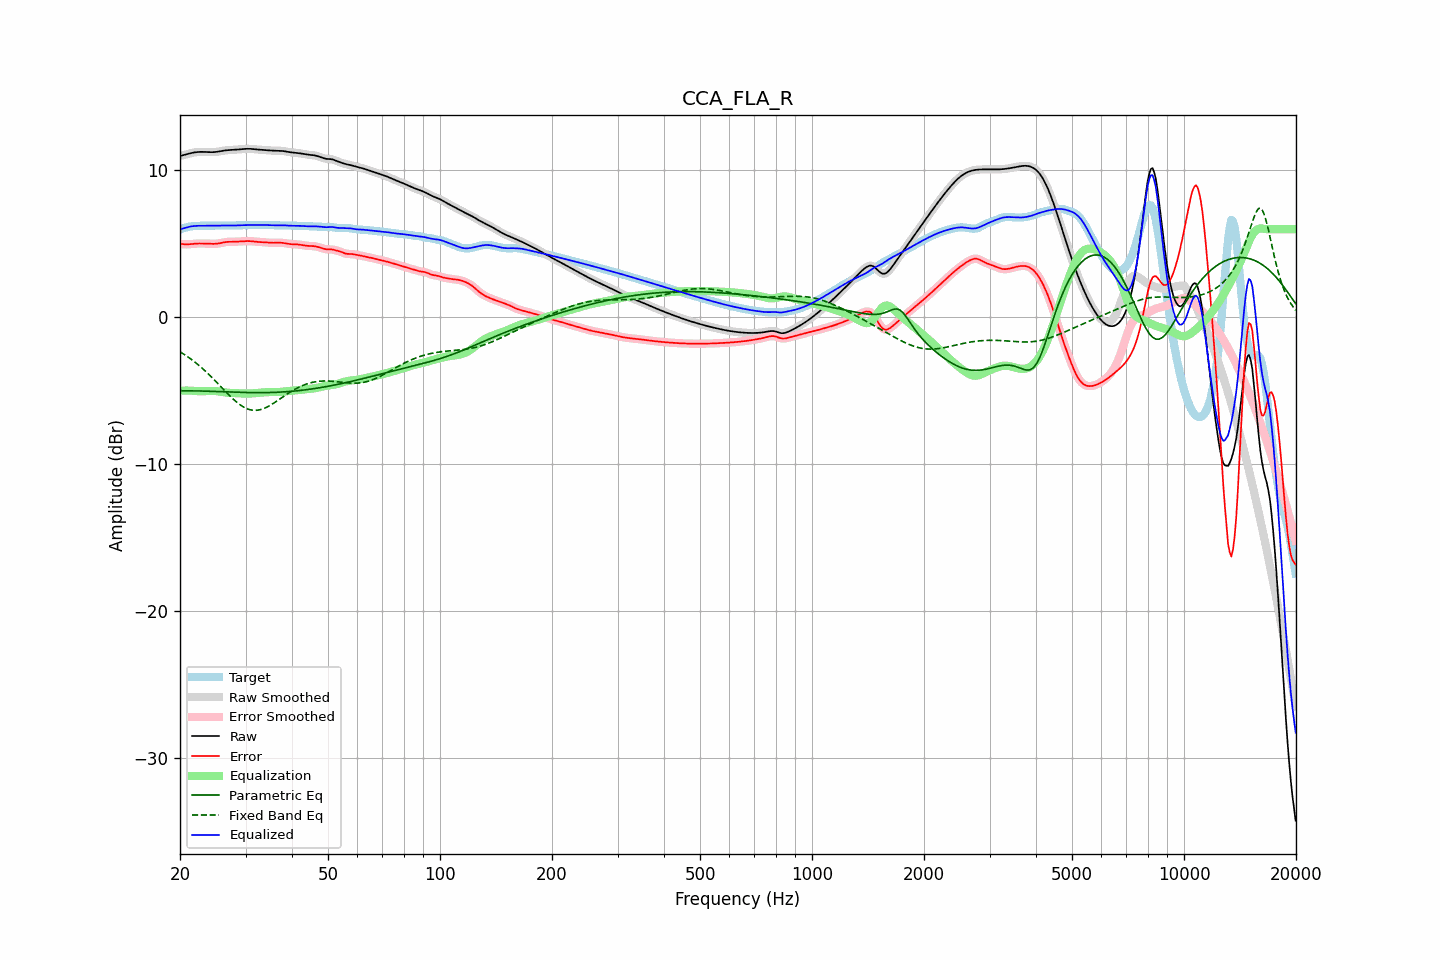 CCA_FLA_R
Amplitude (dBr)
10
0
−10
−20
−30
Target
Raw Smoothed
Error Smoothed
Raw
Error
Equalization
Parametric Eq
Fixed Band Eq
Equalized
20 50 100 200 500 1000 2000 5000 10000 20000
Frequency (Hz)